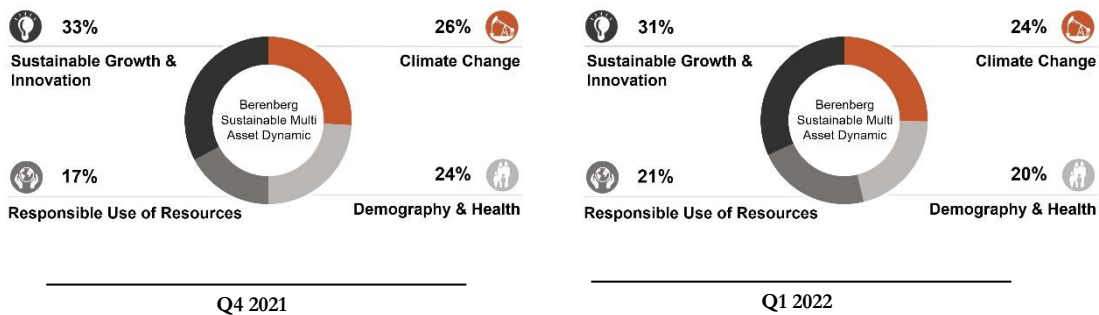 33%
Sustainable Growth &
Innovation
26%
Climate Change
Berenberg
Sustainable Multi
Asset Dynamic
17%
Responsible Use of Resources
24%
Demography & Health
Q4 2021
31%
Sustainable Growth &
Innovation
24%
Climate Change
Berenberg
Sustainable Multi
Asset Dynamic
21%
Responsible Use of Resources
20%
Demography & Health
Q1 2022